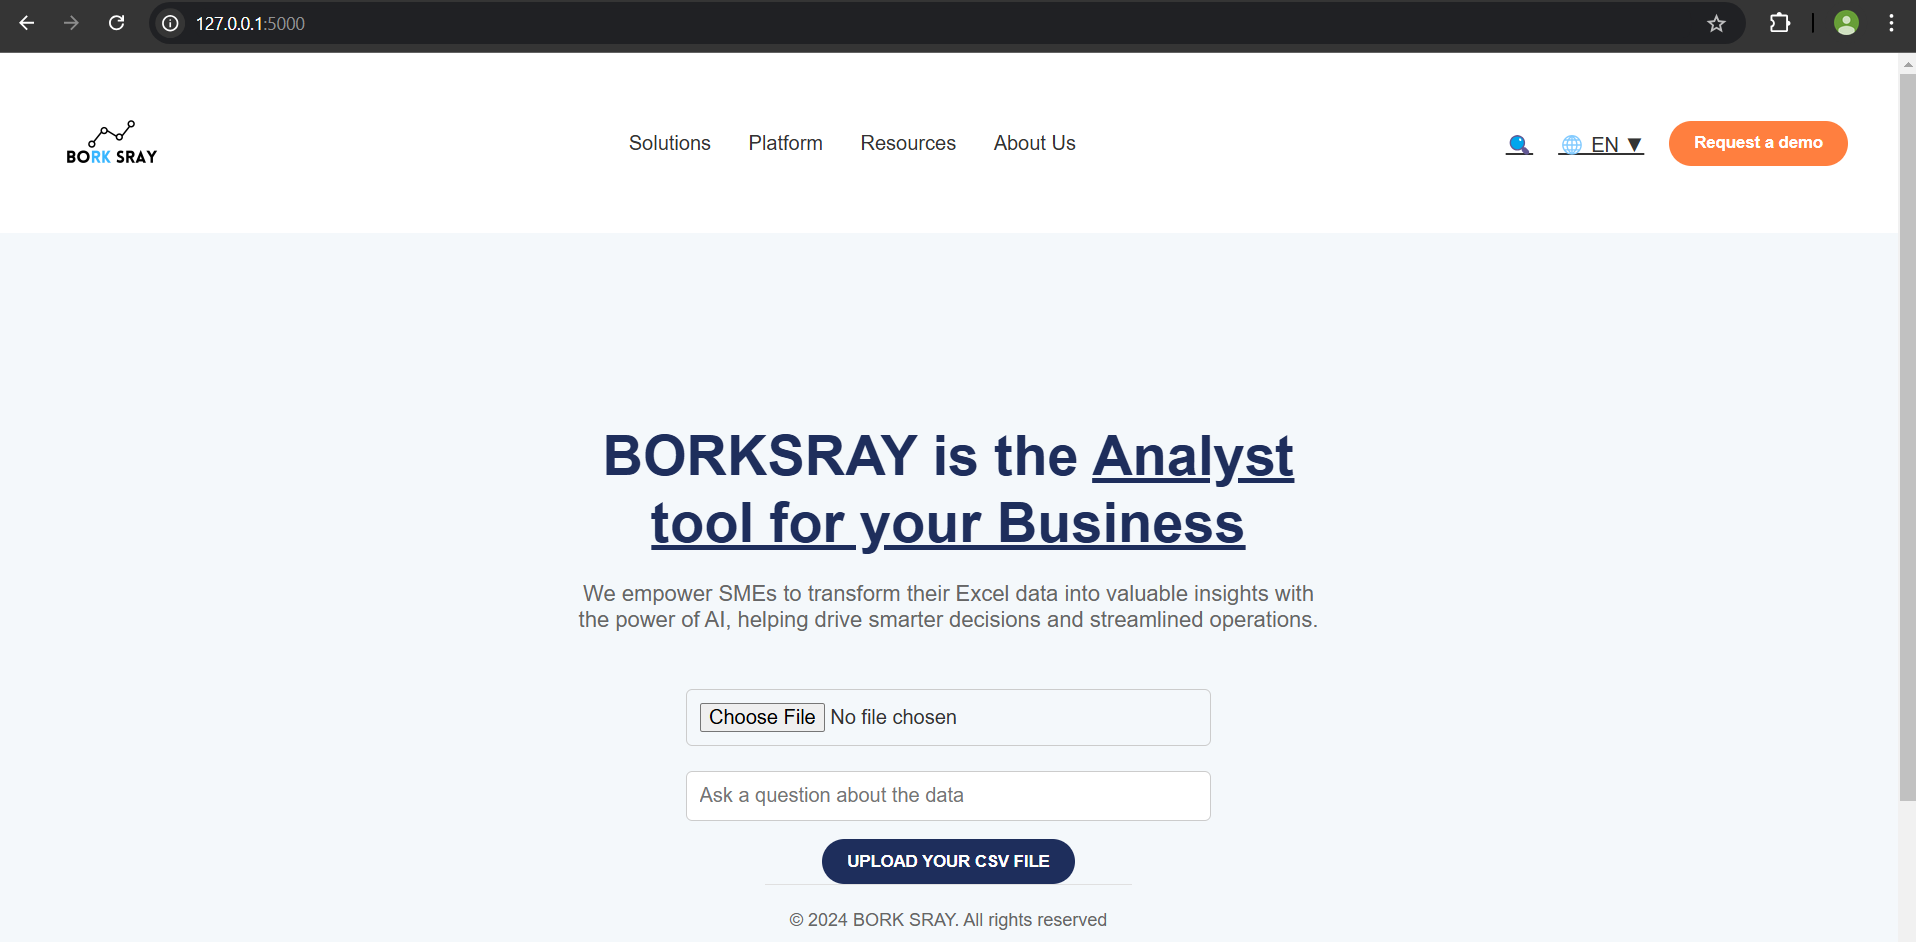 127.0.0.1:5000
BORK SRAY
Solutions Platform Resources About Us
EN ▼
Request a demo
BORKSRAY is the Analyst
tool for your Business
We empower SMEs to transform their Excel data into valuable insights with
the power of AI, helping drive smarter decisions and streamlined operations.
Choose File No file chosen
Ask a question about the data
UPLOAD YOUR CSV FILE
© 2024 BORK SRAY. All rights reserved